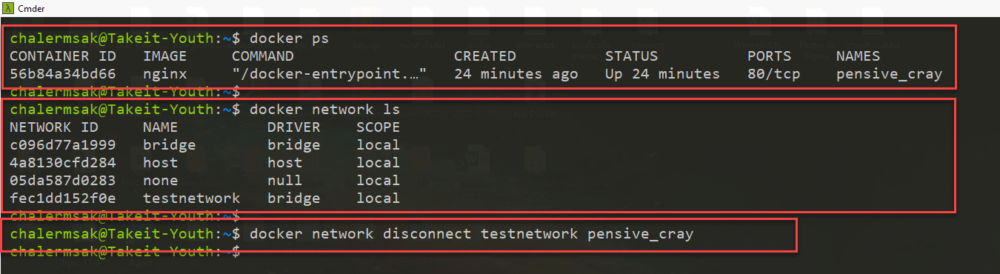 λ Cmder
chalermsak@Takeit-Youth:~$ docker ps
CONTAINER ID   IMAGE     COMMAND                  CREATED          STATUS          PORTS     NAMES
56b84a34bd66   nginx     "/docker-entrypoint.…"   24 minutes ago   Up 24 minutes   80/tcp    pensive_cray
chalermsak@Takeit-Youth:~$
chalermsak@Takeit-Youth:~$ docker network ls
NETWORK ID     NAME          DRIVER    SCOPE
c096d77a1999   bridge        bridge    local
4a8130cfd284   host          host      local
05da587d0283   none          null      local
fec1dd152f0e   testnetwork   bridge    local
chalermsak@Takeit-Youth:~$
chalermsak@Takeit-Youth:~$ docker network disconnect testnetwork pensive_cray
chalermsak@Takeit-Youth:~$